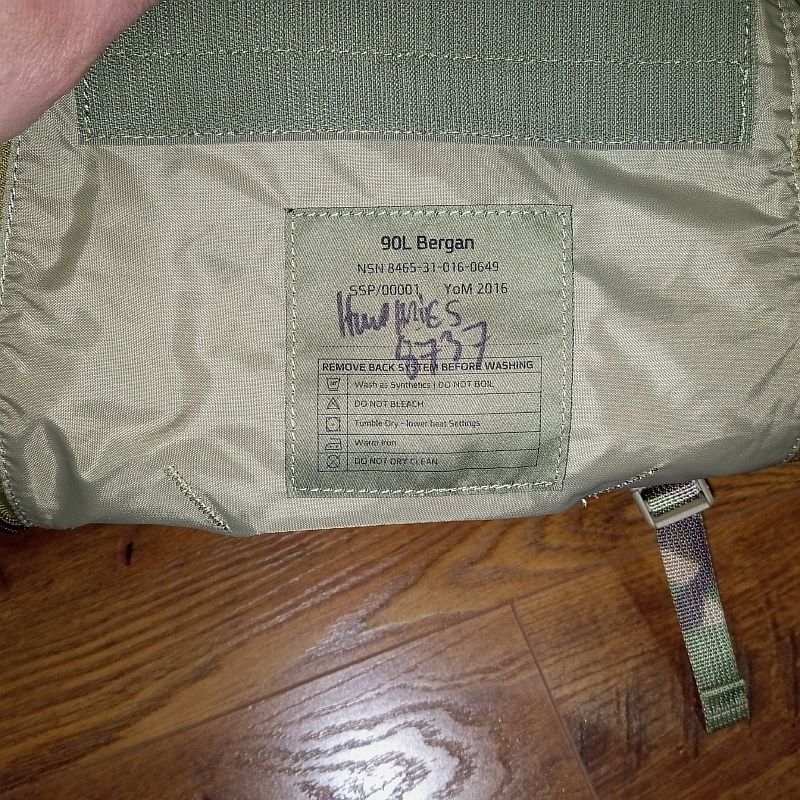 90L Bergan
NSN 8465-31-016-0649
SSP/00001 YoM 2016
Humphries
8737
REMOVE BACK SYSTEM BEFORE WASHING
Wash as Synthetics | DO NOT BOIL
DO NOT BLEACH
Tumble Dry - lower heat Settings
Warm Iron
DO NOT DRY CLEAN